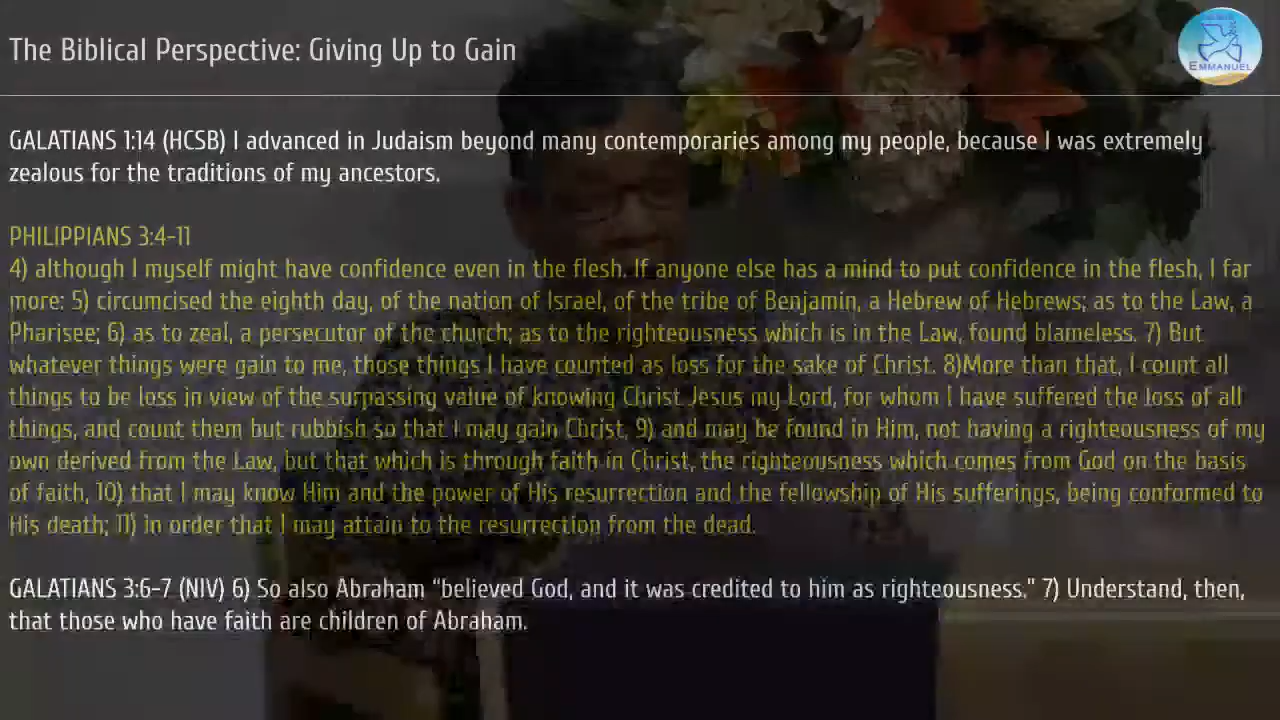 The Biblical Perspective: Giving Up to Gain
EMMANUEL
GALATIANS 1:14 (HCSB) I advanced in Judaism beyond many contemporaries among my people, because I was extremely
zealous for the traditions of my ancestors.
PHILIPPIANS 3:4-11
4) although I myself might have confidence even in the flesh. If anyone else has a mind to put confidence in the flesh, I far
more: 5) circumcised the eighth day, of the nation of Israel, of the tribe of Benjamin, a Hebrew of Hebrews; as to the Law, a
Pharisee; 6) as to zeal, a persecutor of the church; as to the righteousness which is in the Law, found blameless. 7) But
whatever things were gain to me, those things I have counted as loss for the sake of Christ. 8)More than that, I count all
things to be loss in view of the surpassing value of knowing Christ Jesus my Lord, for whom I have suffered the loss of all
things, and count them but rubbish so that I may gain Christ, 9) and may be found in Him, not having a righteousness of my
own derived from the Law, but that which is through faith in Christ, the righteousness which comes from God on the basis
of faith, 10) that I may know Him and the power of His resurrection and the fellowship of His sufferings, being conformed to
His death; 11) in order that I may attain to the resurrection from the dead.
GALATIANS 3:6-7 (NIV) 6) So also Abraham “believed God, and it was credited to him as righteousness.” 7) Understand, then,
that those who have faith are children of Abraham.